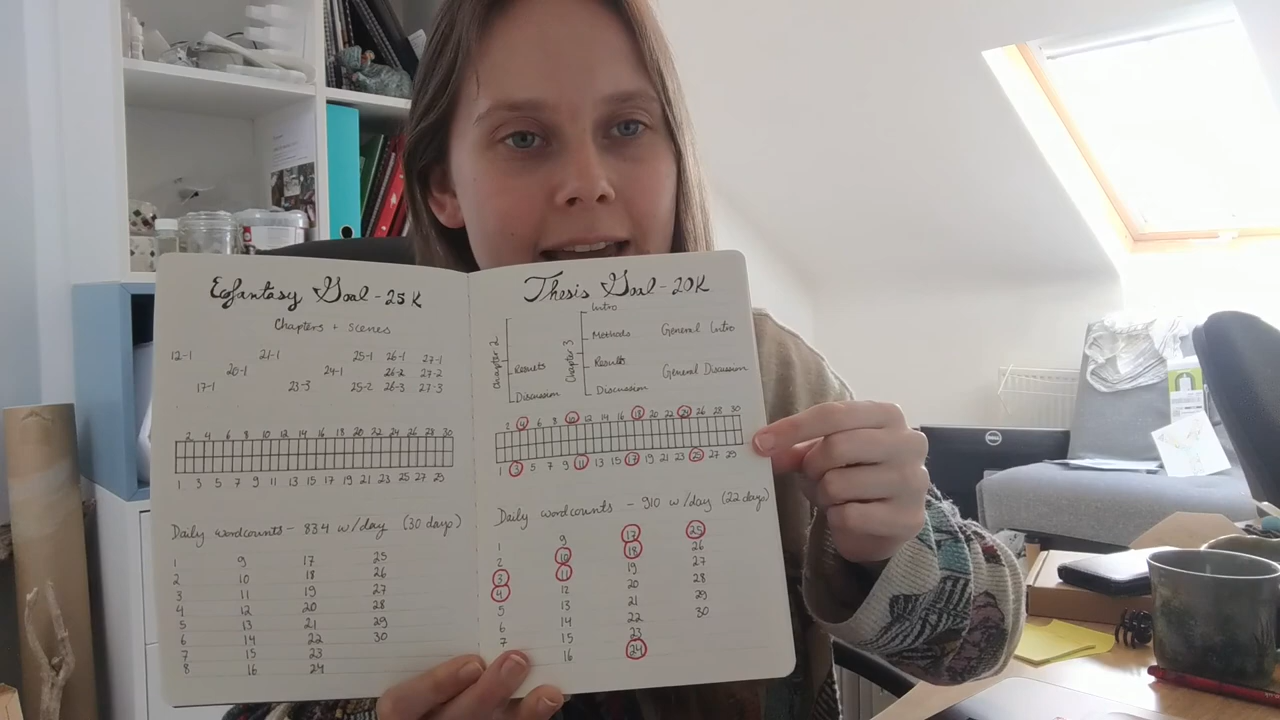 Ecofantasy Goal - 25K
Chapters + scenes
12-1 21-1 25-1 26-1 27-1
20-1 24-1 26-2 27-2
17-1 23-3 25-2 26-3 27-3
2 4 6 8 10 12 14 16 18 20 22 24 26 28 30
1 3 5 7 9 11 13 15 17 19 21 23 25 27 29
Daily wordcounts - 834 w/day (30 days)
1 9 17 25
2 10 18 26
3 11 19 27
4 12 20 28
5 13 21 29
6 14 22 30
7 15 23
8 16 24
Thesis Goal - 20K
Chapter 2
Results
Discussion
Chapter 3
Intro
Methods
Results
Discussion
General Intro
General Discussion
2 4 6 8 10 12 14 16 18 20 22 24 26 28 30
1 3 5 7 9 11 13 15 17 19 21 23 25 27 29
Daily wordcounts - 910 w/day (22 days)
1 9 17 25
2 10 18 26
3 11 19 27
4 12 20 28
5 13 21 29
6 14 22 30
7 15 23
16 24
DELL